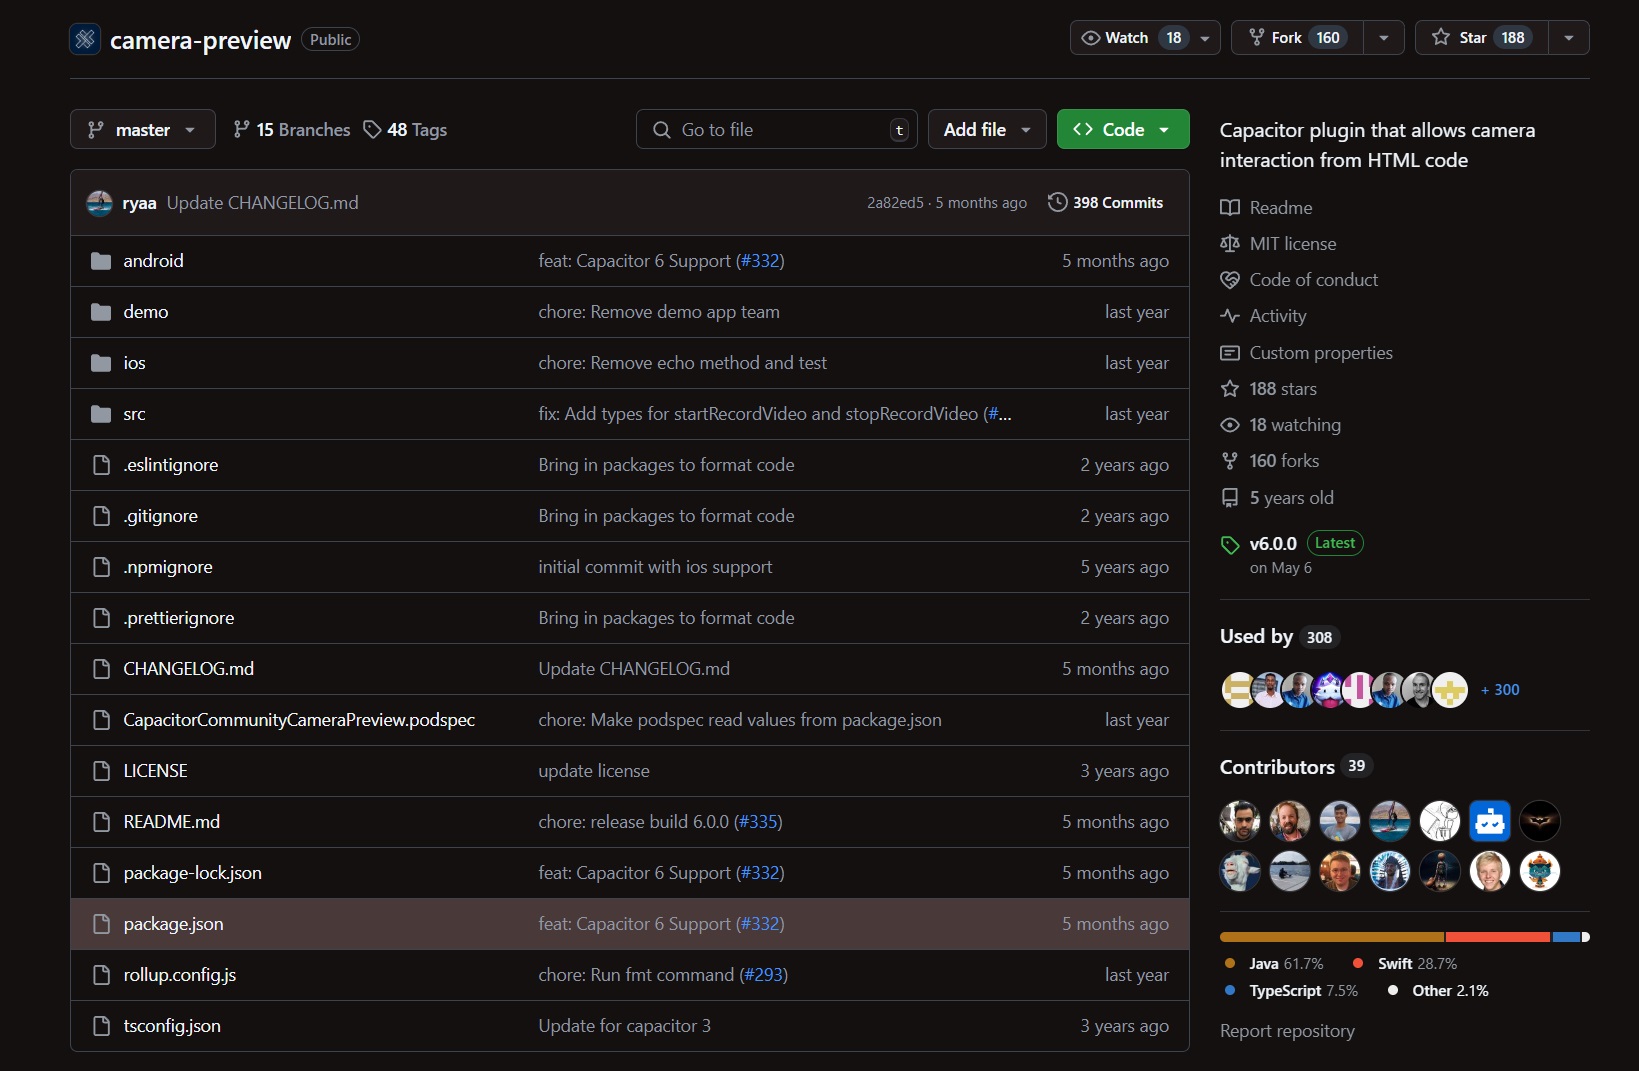 camera-preview Public Watch 18 Fork 160 Star 188
master 15 Branches 48 Tags Go to file t Add file Code
ryaa Update CHANGELOG.md 2a82ed5 · 5 months ago 398 Commits
android feat: Capacitor 6 Support (#332) 5 months ago
demo chore: Remove demo app team last year
ios chore: Remove echo method and test last year
src fix: Add types for startRecordVideo and stopRecordVideo (#... last year
.eslintignore Bring in packages to format code 2 years ago
.gitignore Bring in packages to format code 2 years ago
.npmignore initial commit with ios support 5 years ago
.prettierignore Bring in packages to format code 2 years ago
CHANGELOG.md Update CHANGELOG.md 5 months ago
CapacitorCommunityCameraPreview.podspec chore: Make podspec read values from package.json last year
LICENSE update license 3 years ago
README.md chore: release build 6.0.0 (#335) 5 months ago
package-lock.json feat: Capacitor 6 Support (#332) 5 months ago
package.json feat: Capacitor 6 Support (#332) 5 months ago
rollup.config.js chore: Run fmt command (#293) last year
tsconfig.json Update for capacitor 3 3 years ago
Capacitor plugin that allows camera
interaction from HTML code
Readme
MIT license
Code of conduct
Activity
Custom properties
188 stars
18 watching
160 forks
5 years old
v6.0.0 Latest
on May 6
Used by 308
+ 300
Contributors 39
Java 61.7% Swift 28.7%
TypeScript 7.5% Other 2.1%
Report repository